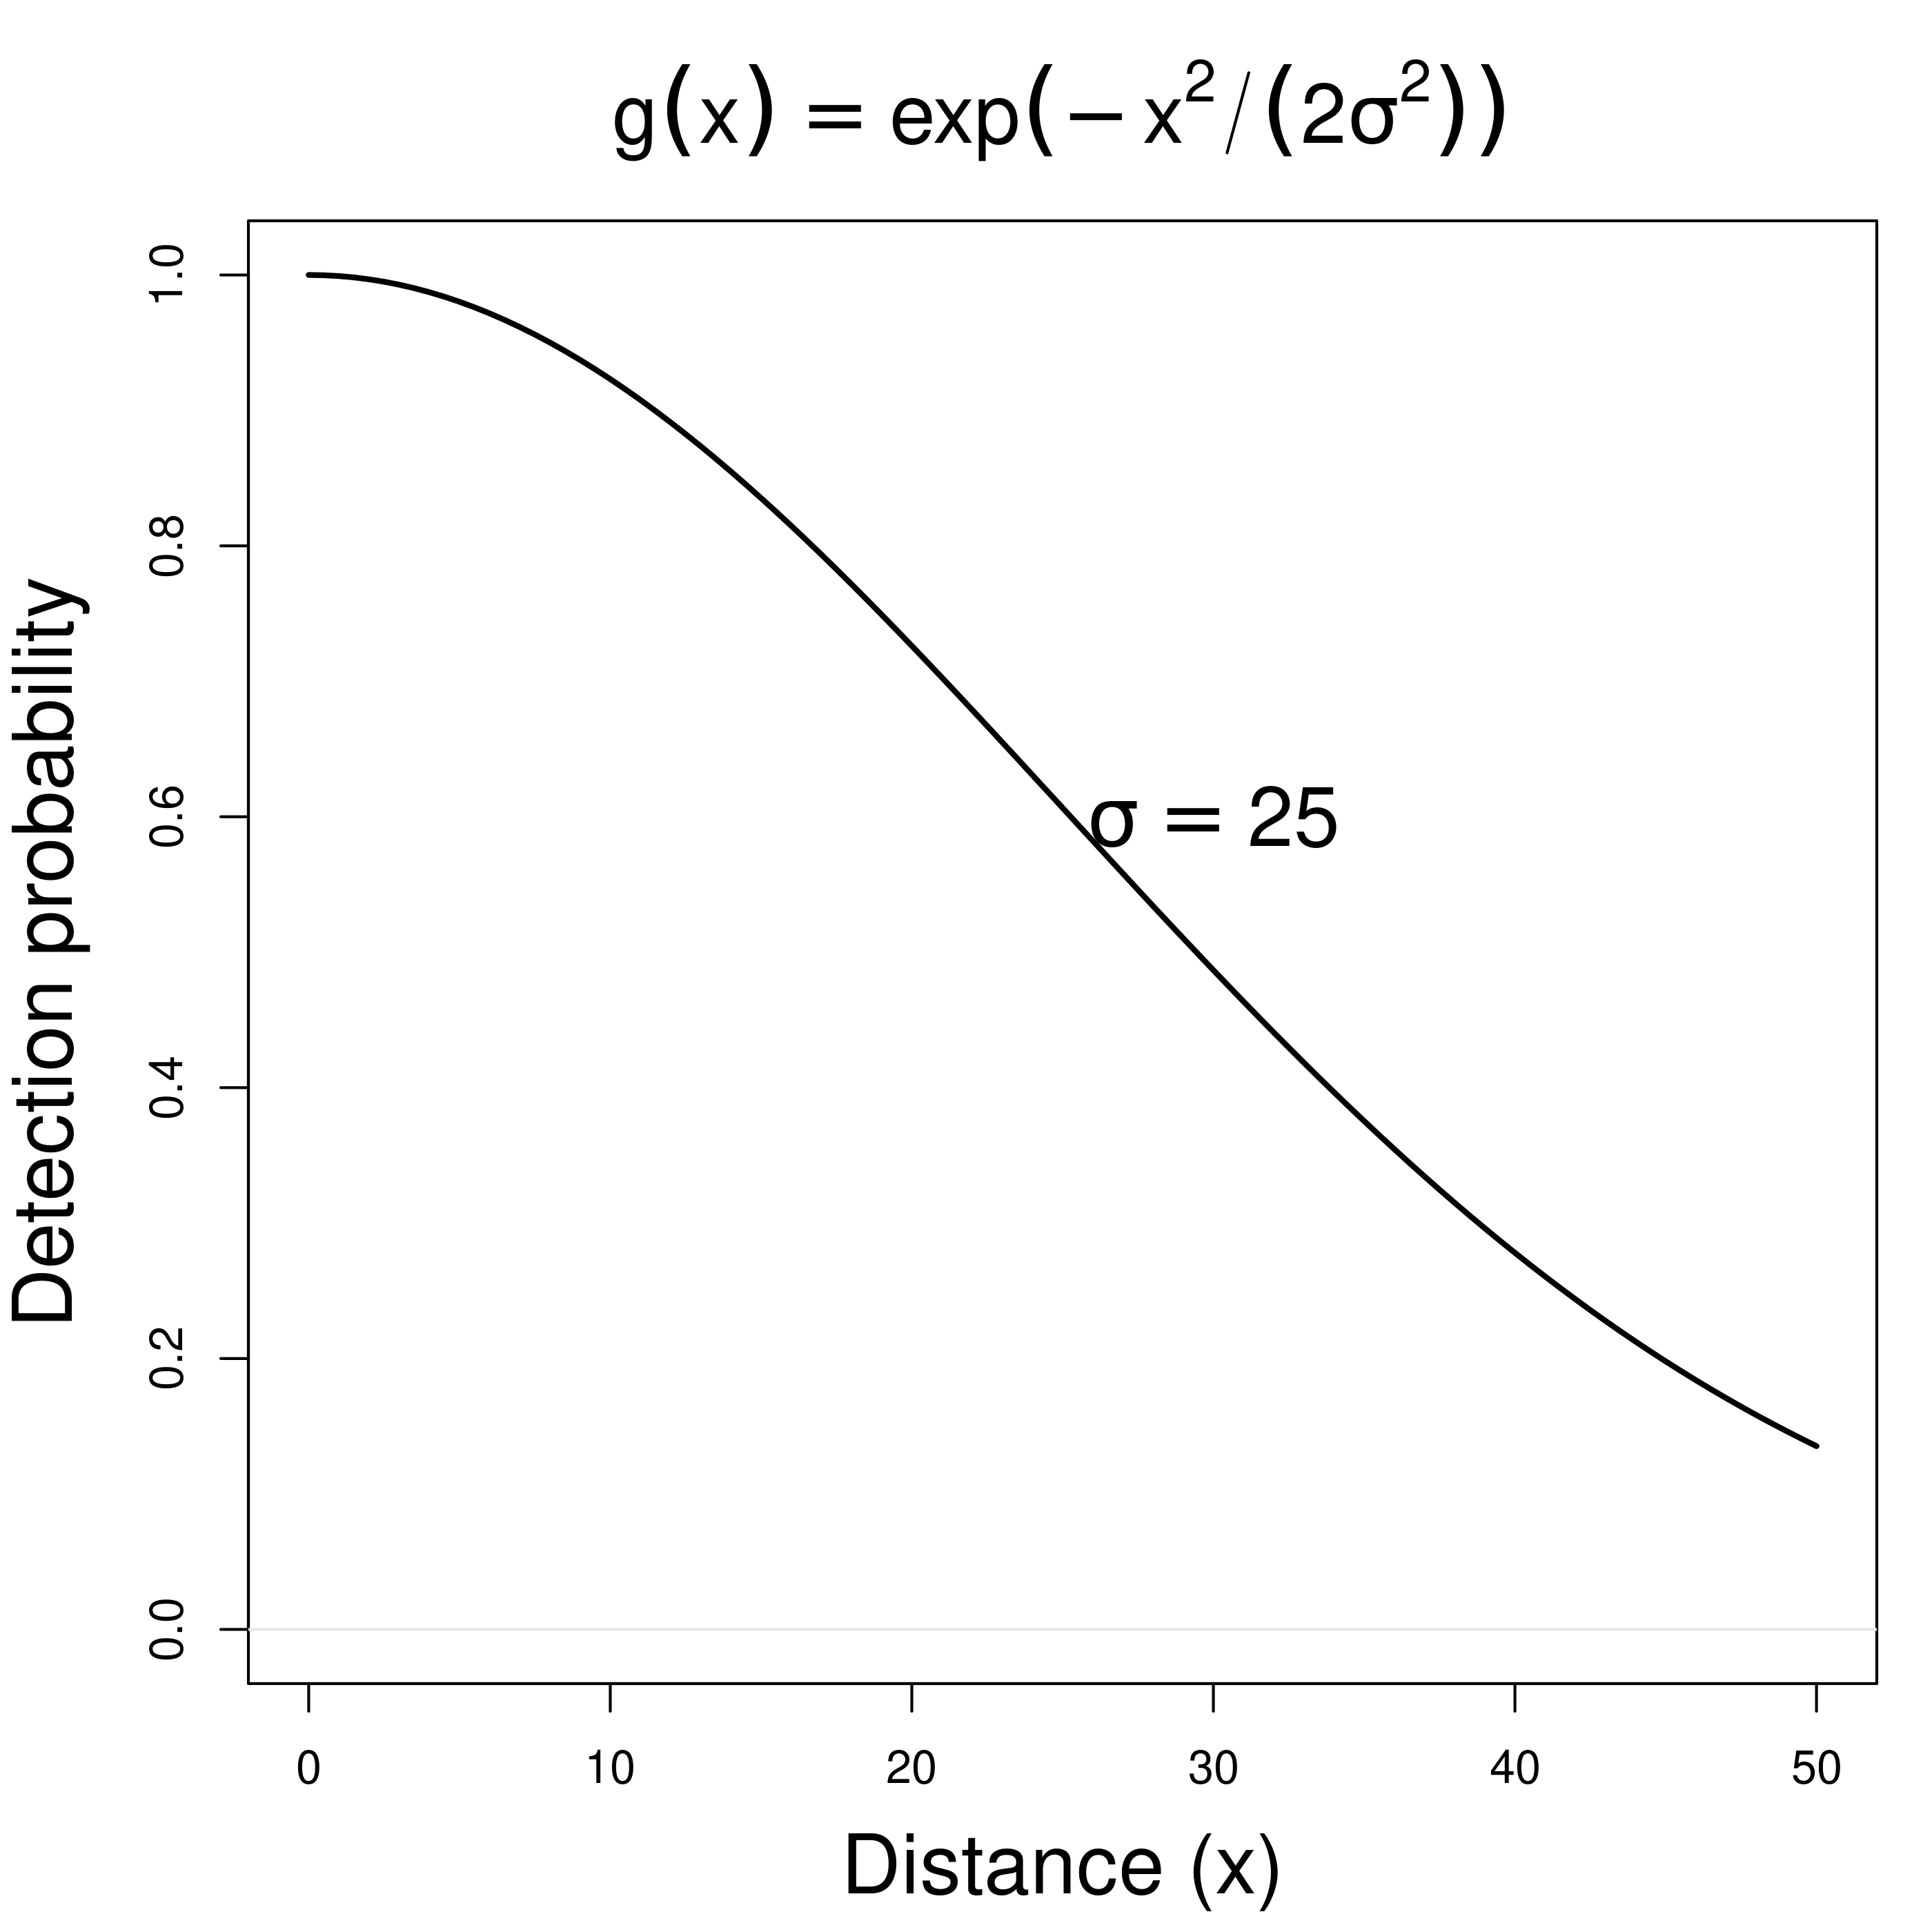 g(x) = exp(− x²/(2σ²))
Detection probability
1.0
0.8
0.6
0.4
0.2
0.0
σ = 25
0 10 20 30 40 50
Distance (x)